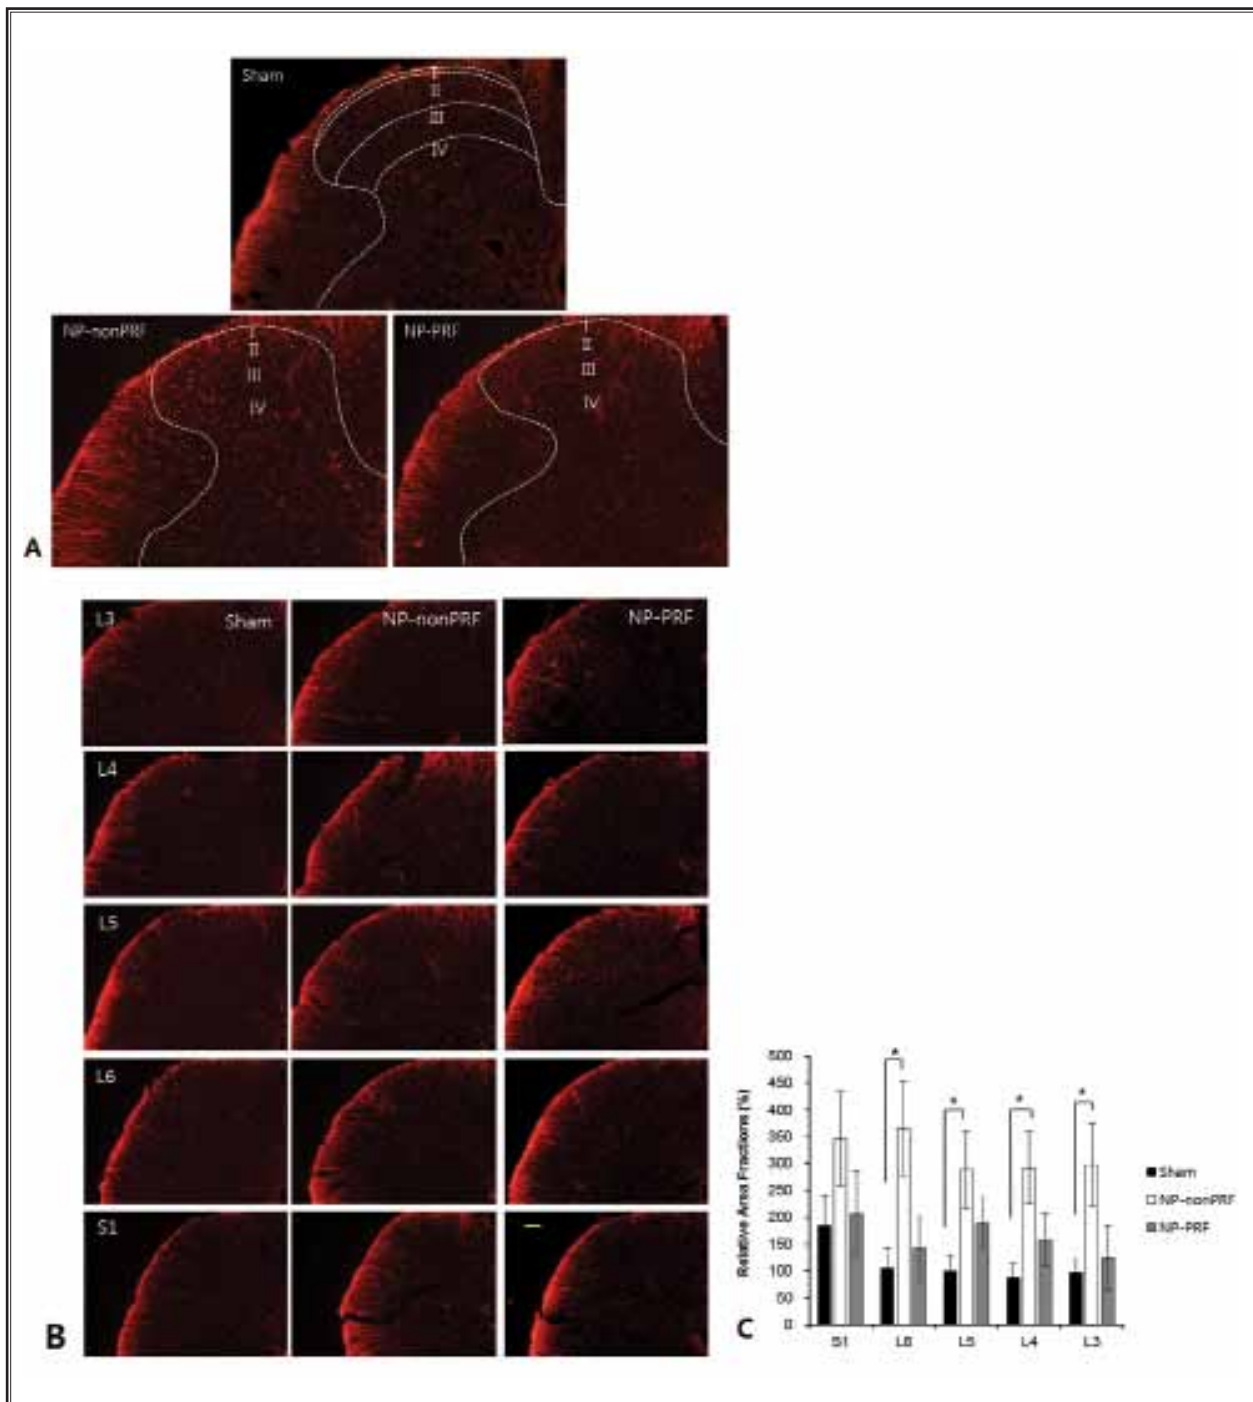 Sham
I
II
III
IV
NP-nonPRF
I
II
III
IV
NP-PRF
I
II
III
IV
A
L3 Sham NP-nonPRF NP-PRF
L4
L5
L6
S1
B
Relative Area Fractions (%)
500
450
400
350
300
250
200
150
100
50
0
* * * *
S1 L6 L5 L4 L3
Sham
NP-nonPRF
NP-PRF
C